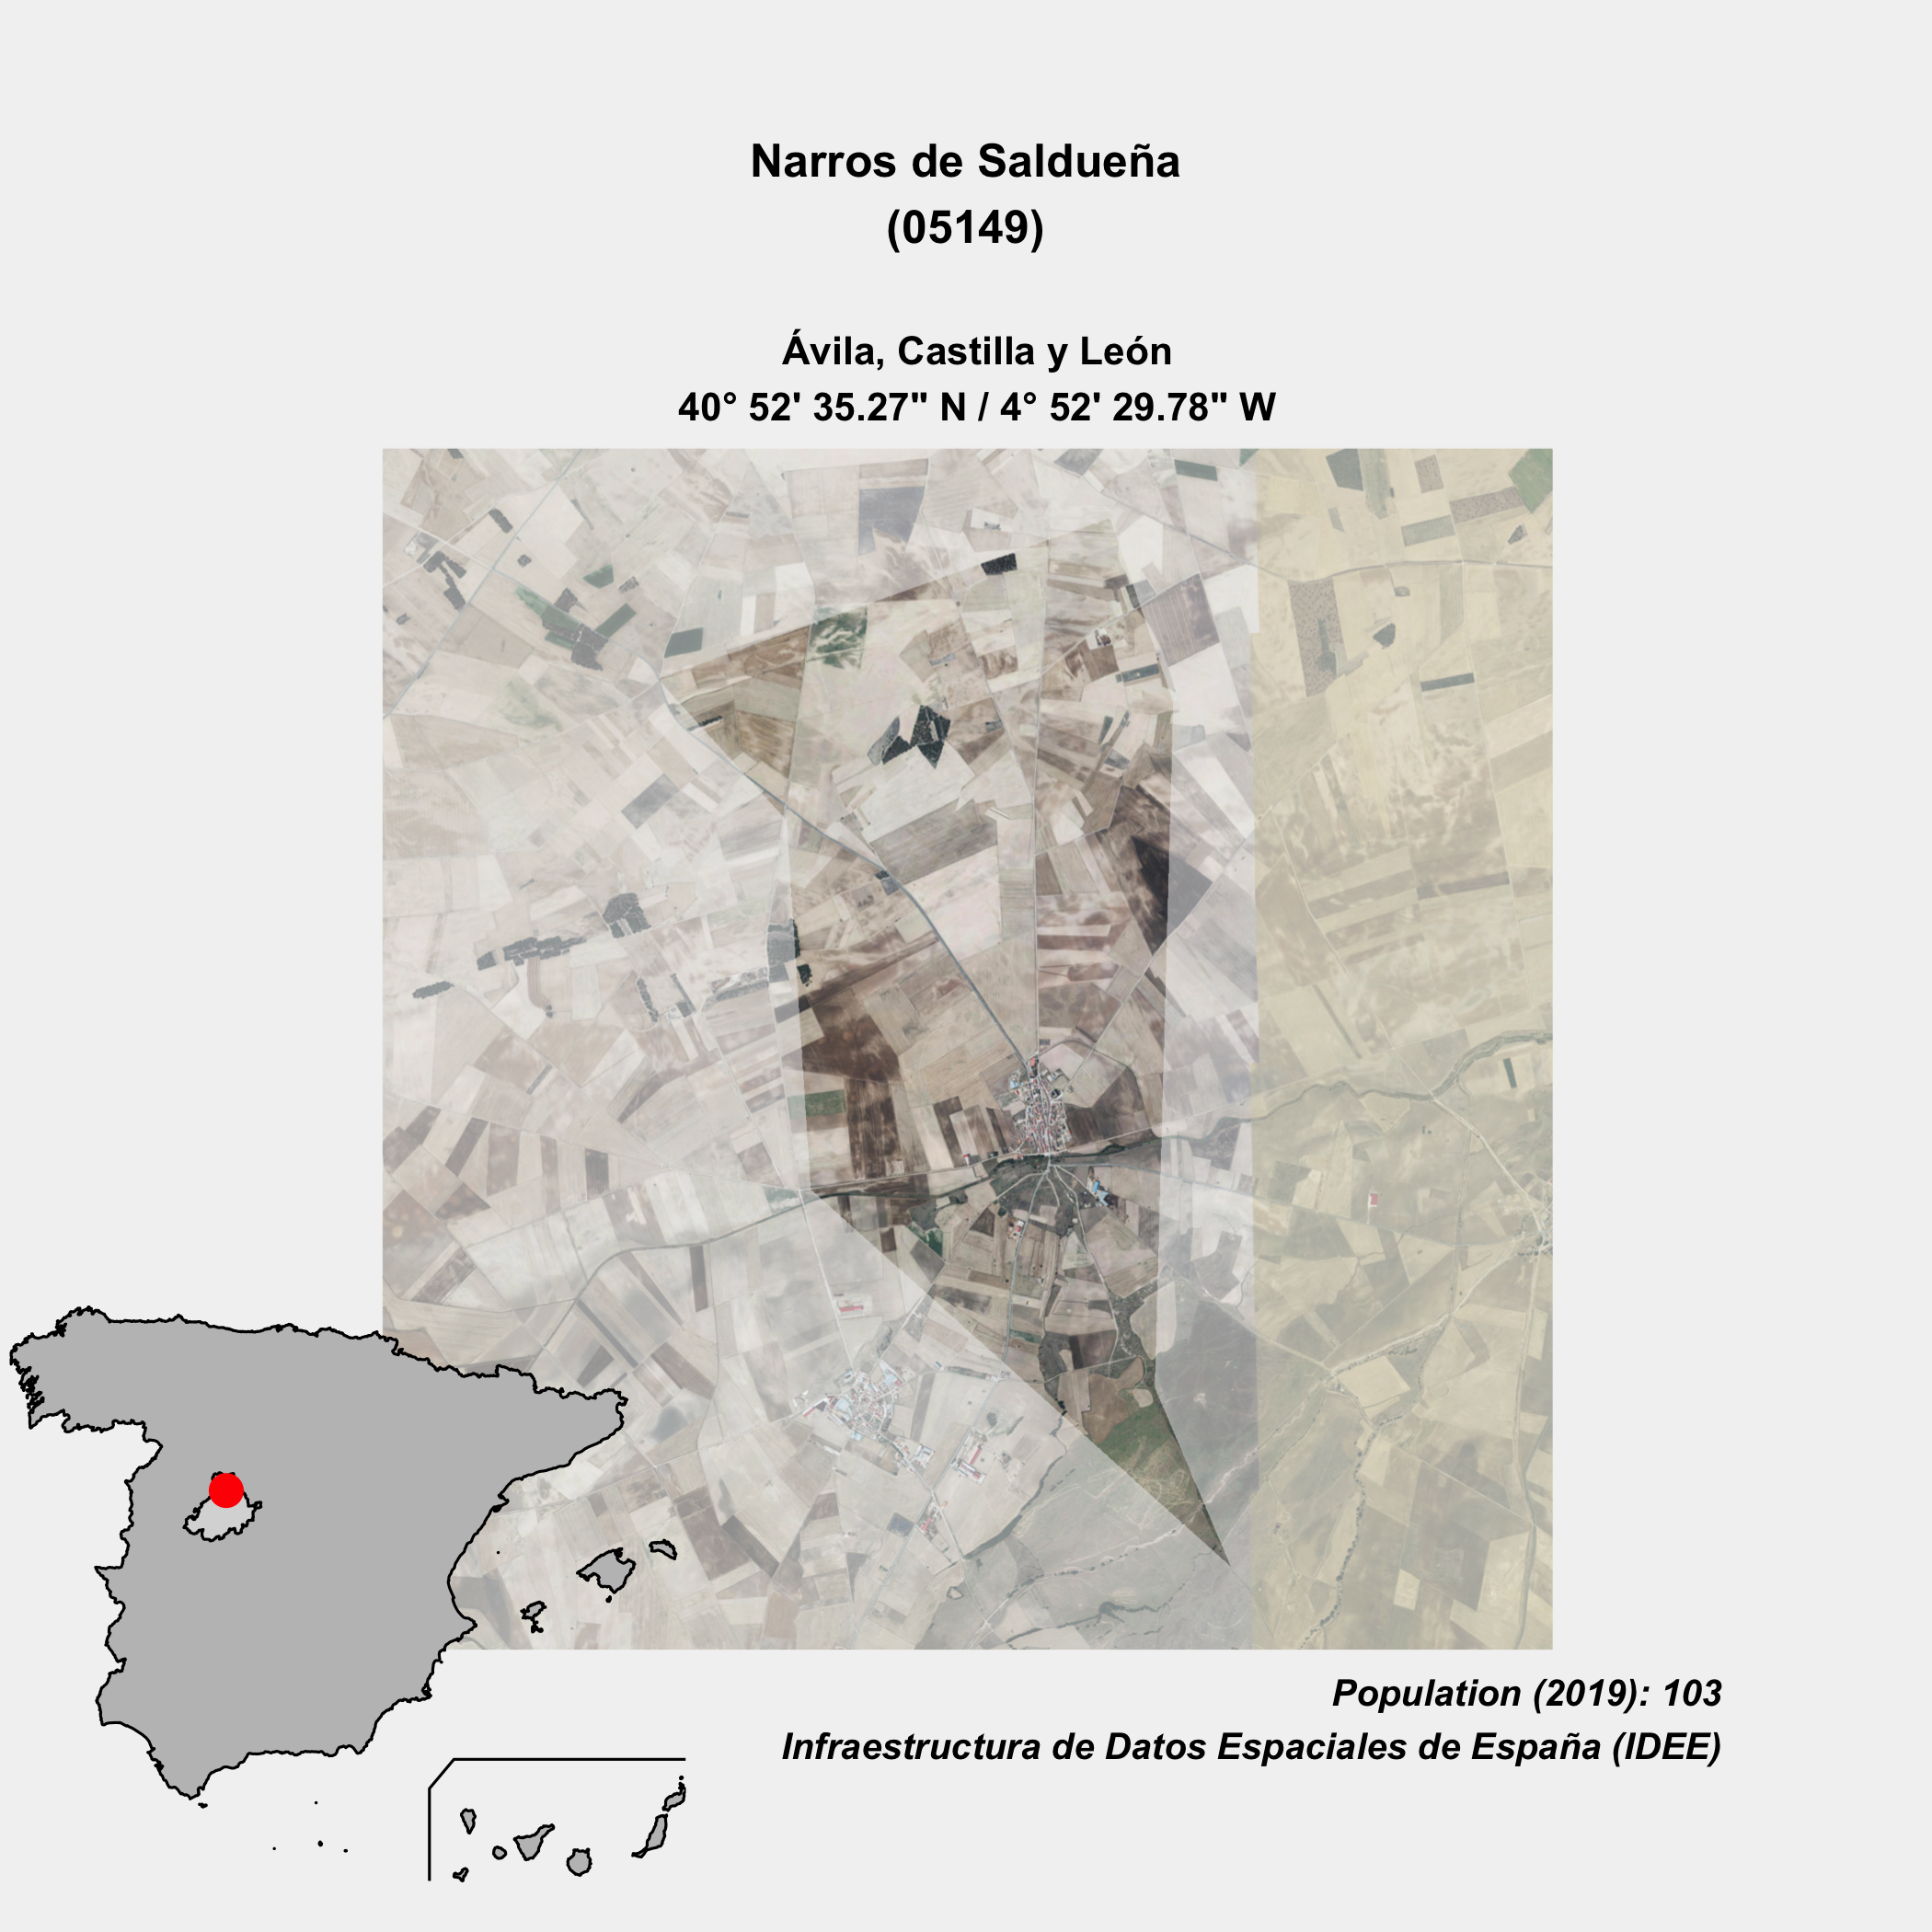 Narros de Saldueña
(05149)
Ávila, Castilla y León
40° 52' 35.27" N / 4° 52' 29.78" W
Population (2019): 103
Infraestructura de Datos Espaciales de España (IDEE)